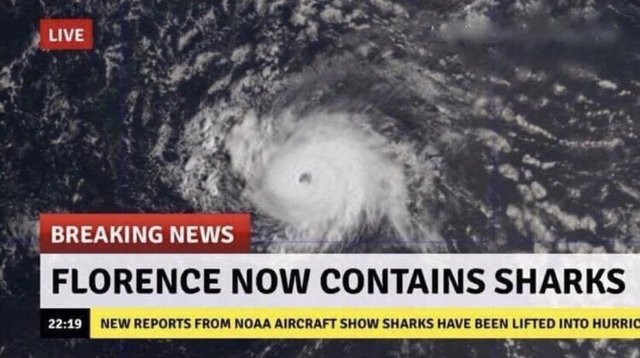 LIVE
BREAKING NEWS
FLORENCE NOW CONTAINS SHARKS
22:19 NEW REPORTS FROM NOAA AIRCRAFT SHOW SHARKS HAVE BEEN LIFTED INTO HURRIC